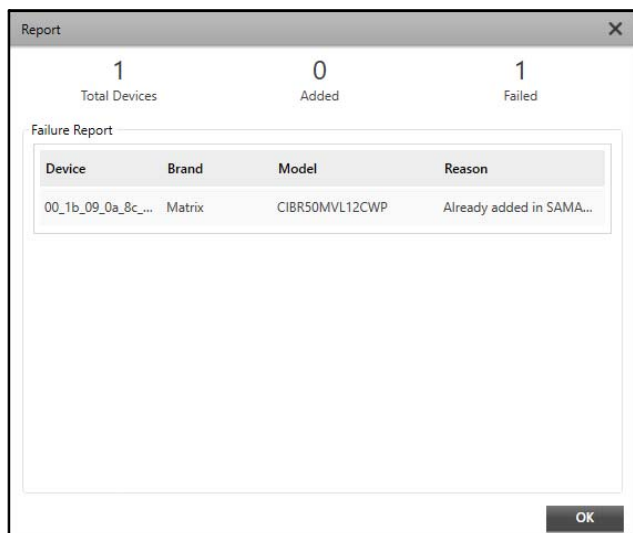 Report
1 0 1
Total Devices Added Failed
Failure Report
Device Brand Model Reason
00_1b_09_0a_8c_... Matrix CIBR50MVL12CWP Already added in SAMA...
OK